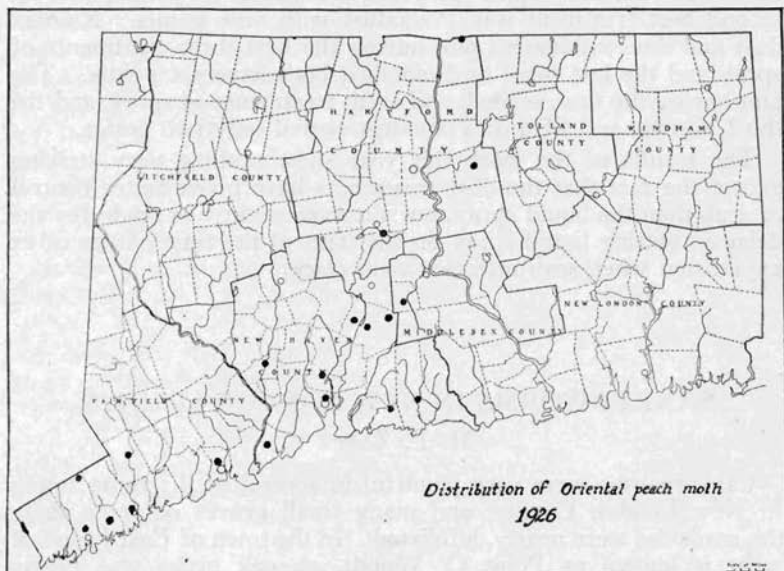 HARTFORD
COUNTY
TOLLAND
COUNTY
WINDHAM
COUNTY
LITCHFIELD COUNTY
NEW LONDON COUNTY
MIDDLESEX COUNTY
NEW HAVEN
COUNTY
FAIRFIELD COUNTY
Distribution of Oriental peach moth
1926